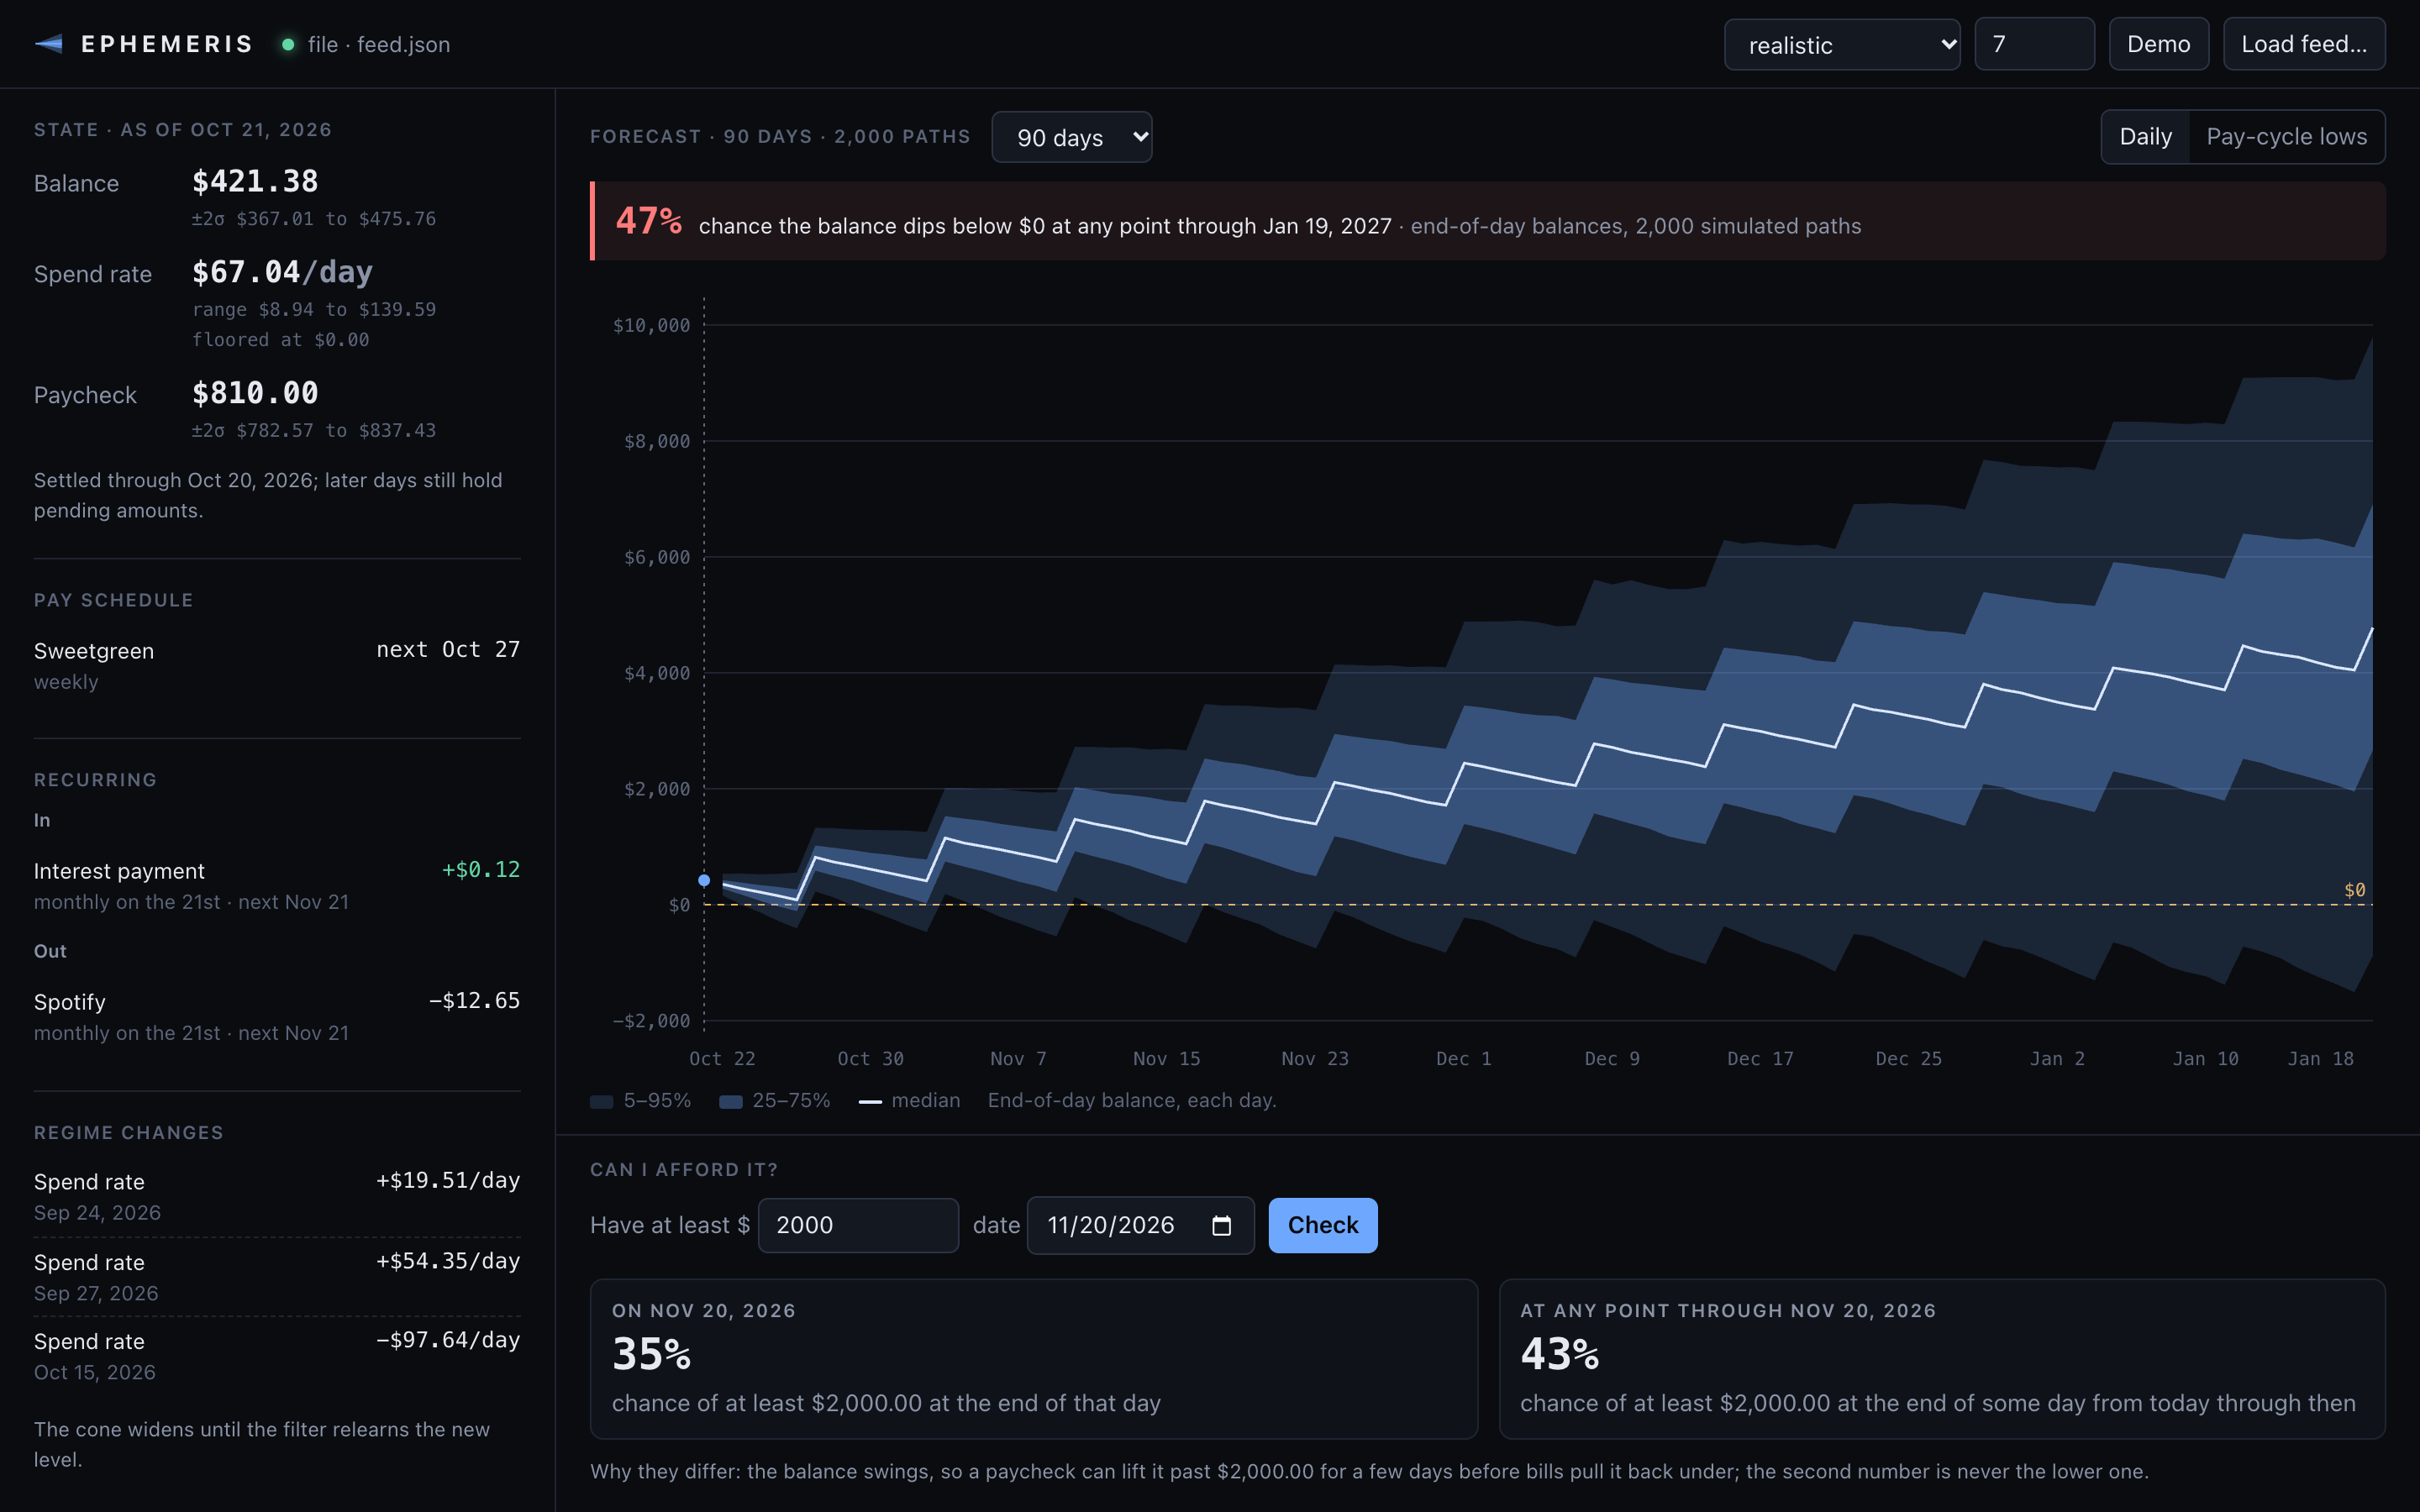 EPHEMERIS
file · feed.json
realistic
7
Demo
Load feed...
STATE · AS OF OCT 21, 2026
Balance
$421.38
±2σ $367.01 to $475.76
Spend rate
$67.04/day
range $8.94 to $139.59
floored at $0.00
Paycheck
$810.00
±2σ $782.57 to $837.43
Settled through Oct 20, 2026; later days still hold
pending amounts.
PAY SCHEDULE
Sweetgreen
next Oct 27
weekly
RECURRING
In
Interest payment
+$0.12
monthly on the 21st · next Nov 21
Out
Spotify
−$12.65
monthly on the 21st · next Nov 21
REGIME CHANGES
Spend rate
+$19.51/day
Sep 24, 2026
Spend rate
+$54.35/day
Sep 27, 2026
Spend rate
−$97.64/day
Oct 15, 2026
The cone widens until the filter relearns the new
level.
FORECAST · 90 DAYS · 2,000 PATHS
90 days
Daily
Pay-cycle lows
47% chance the balance dips below $0 at any point through Jan 19, 2027 · end-of-day balances, 2,000 simulated paths
$10,000
$8,000
$6,000
$4,000
$2,000
$0
$0
−$2,000
Oct 22
Oct 30
Nov 7
Nov 15
Nov 23
Dec 1
Dec 9
Dec 17
Dec 25
Jan 2
Jan 10
Jan 18
5–95%
25–75%
median
End-of-day balance, each day.
CAN I AFFORD IT?
Have at least $
2000
date
11/20/2026
Check
ON NOV 20, 2026
35%
chance of at least $2,000.00 at the end of that day
AT ANY POINT THROUGH NOV 20, 2026
43%
chance of at least $2,000.00 at the end of some day from today through then
Why they differ: the balance swings, so a paycheck can lift it past $2,000.00 for a few days before bills pull it back under; the second number is never the lower one.